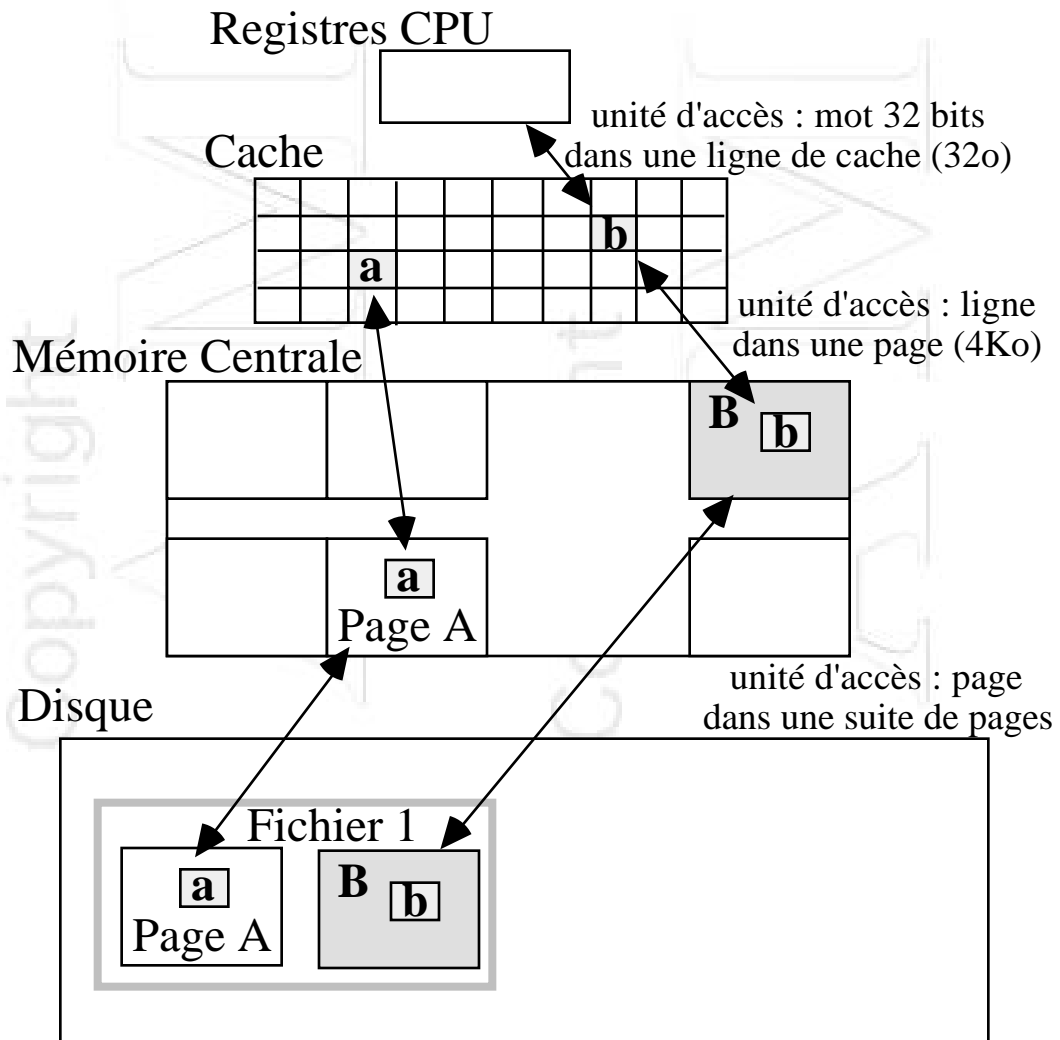 Registres CPU
unité d'accès : mot 32 bits
dans une ligne de cache (32o)
Cache
b
a
unité d'accès : ligne
dans une page (4Ko)
Mémoire Centrale
B
b
a
Page A
unité d'accès : page
dans une suite de pages
Disque
Fichier 1
a
Page A
B
b
Copyright